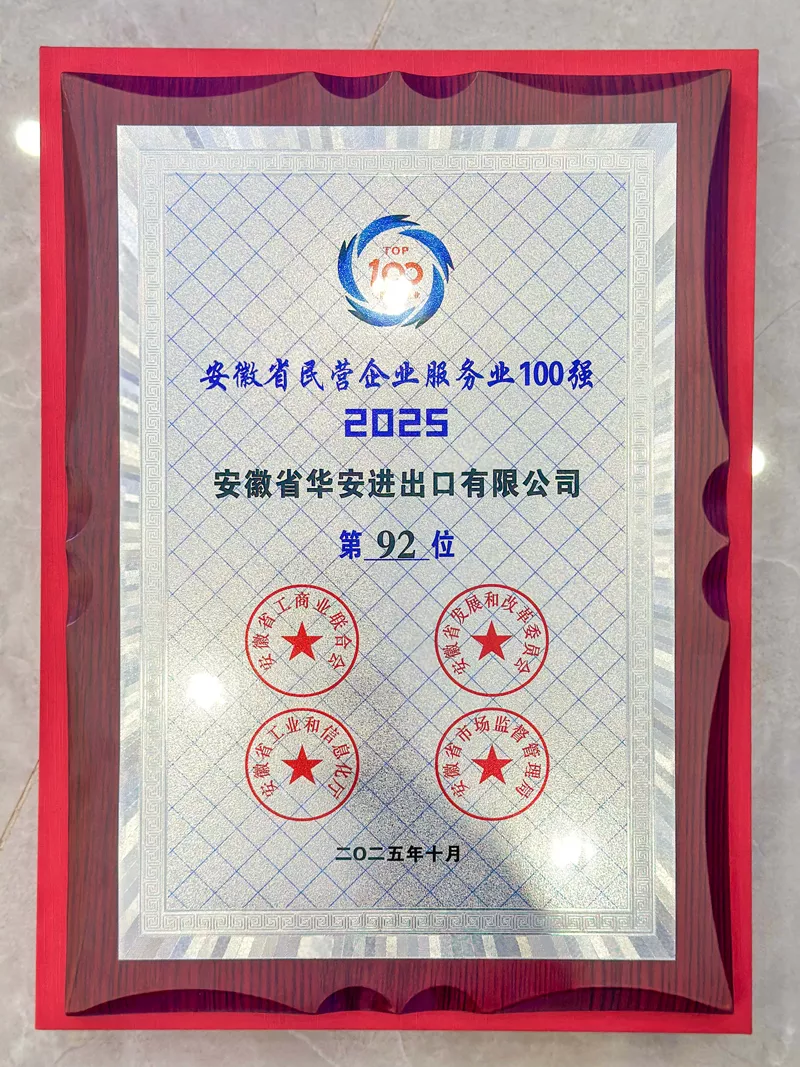 TOP
100
安徽省民营企业服务业100强
2025
安徽省华安进出口有限公司
第 92 位
安徽省工商业联合会
安徽省发展和改革委员会
安徽省工业和信息化厅
安徽省市场监督管理局
二〇二五年十月